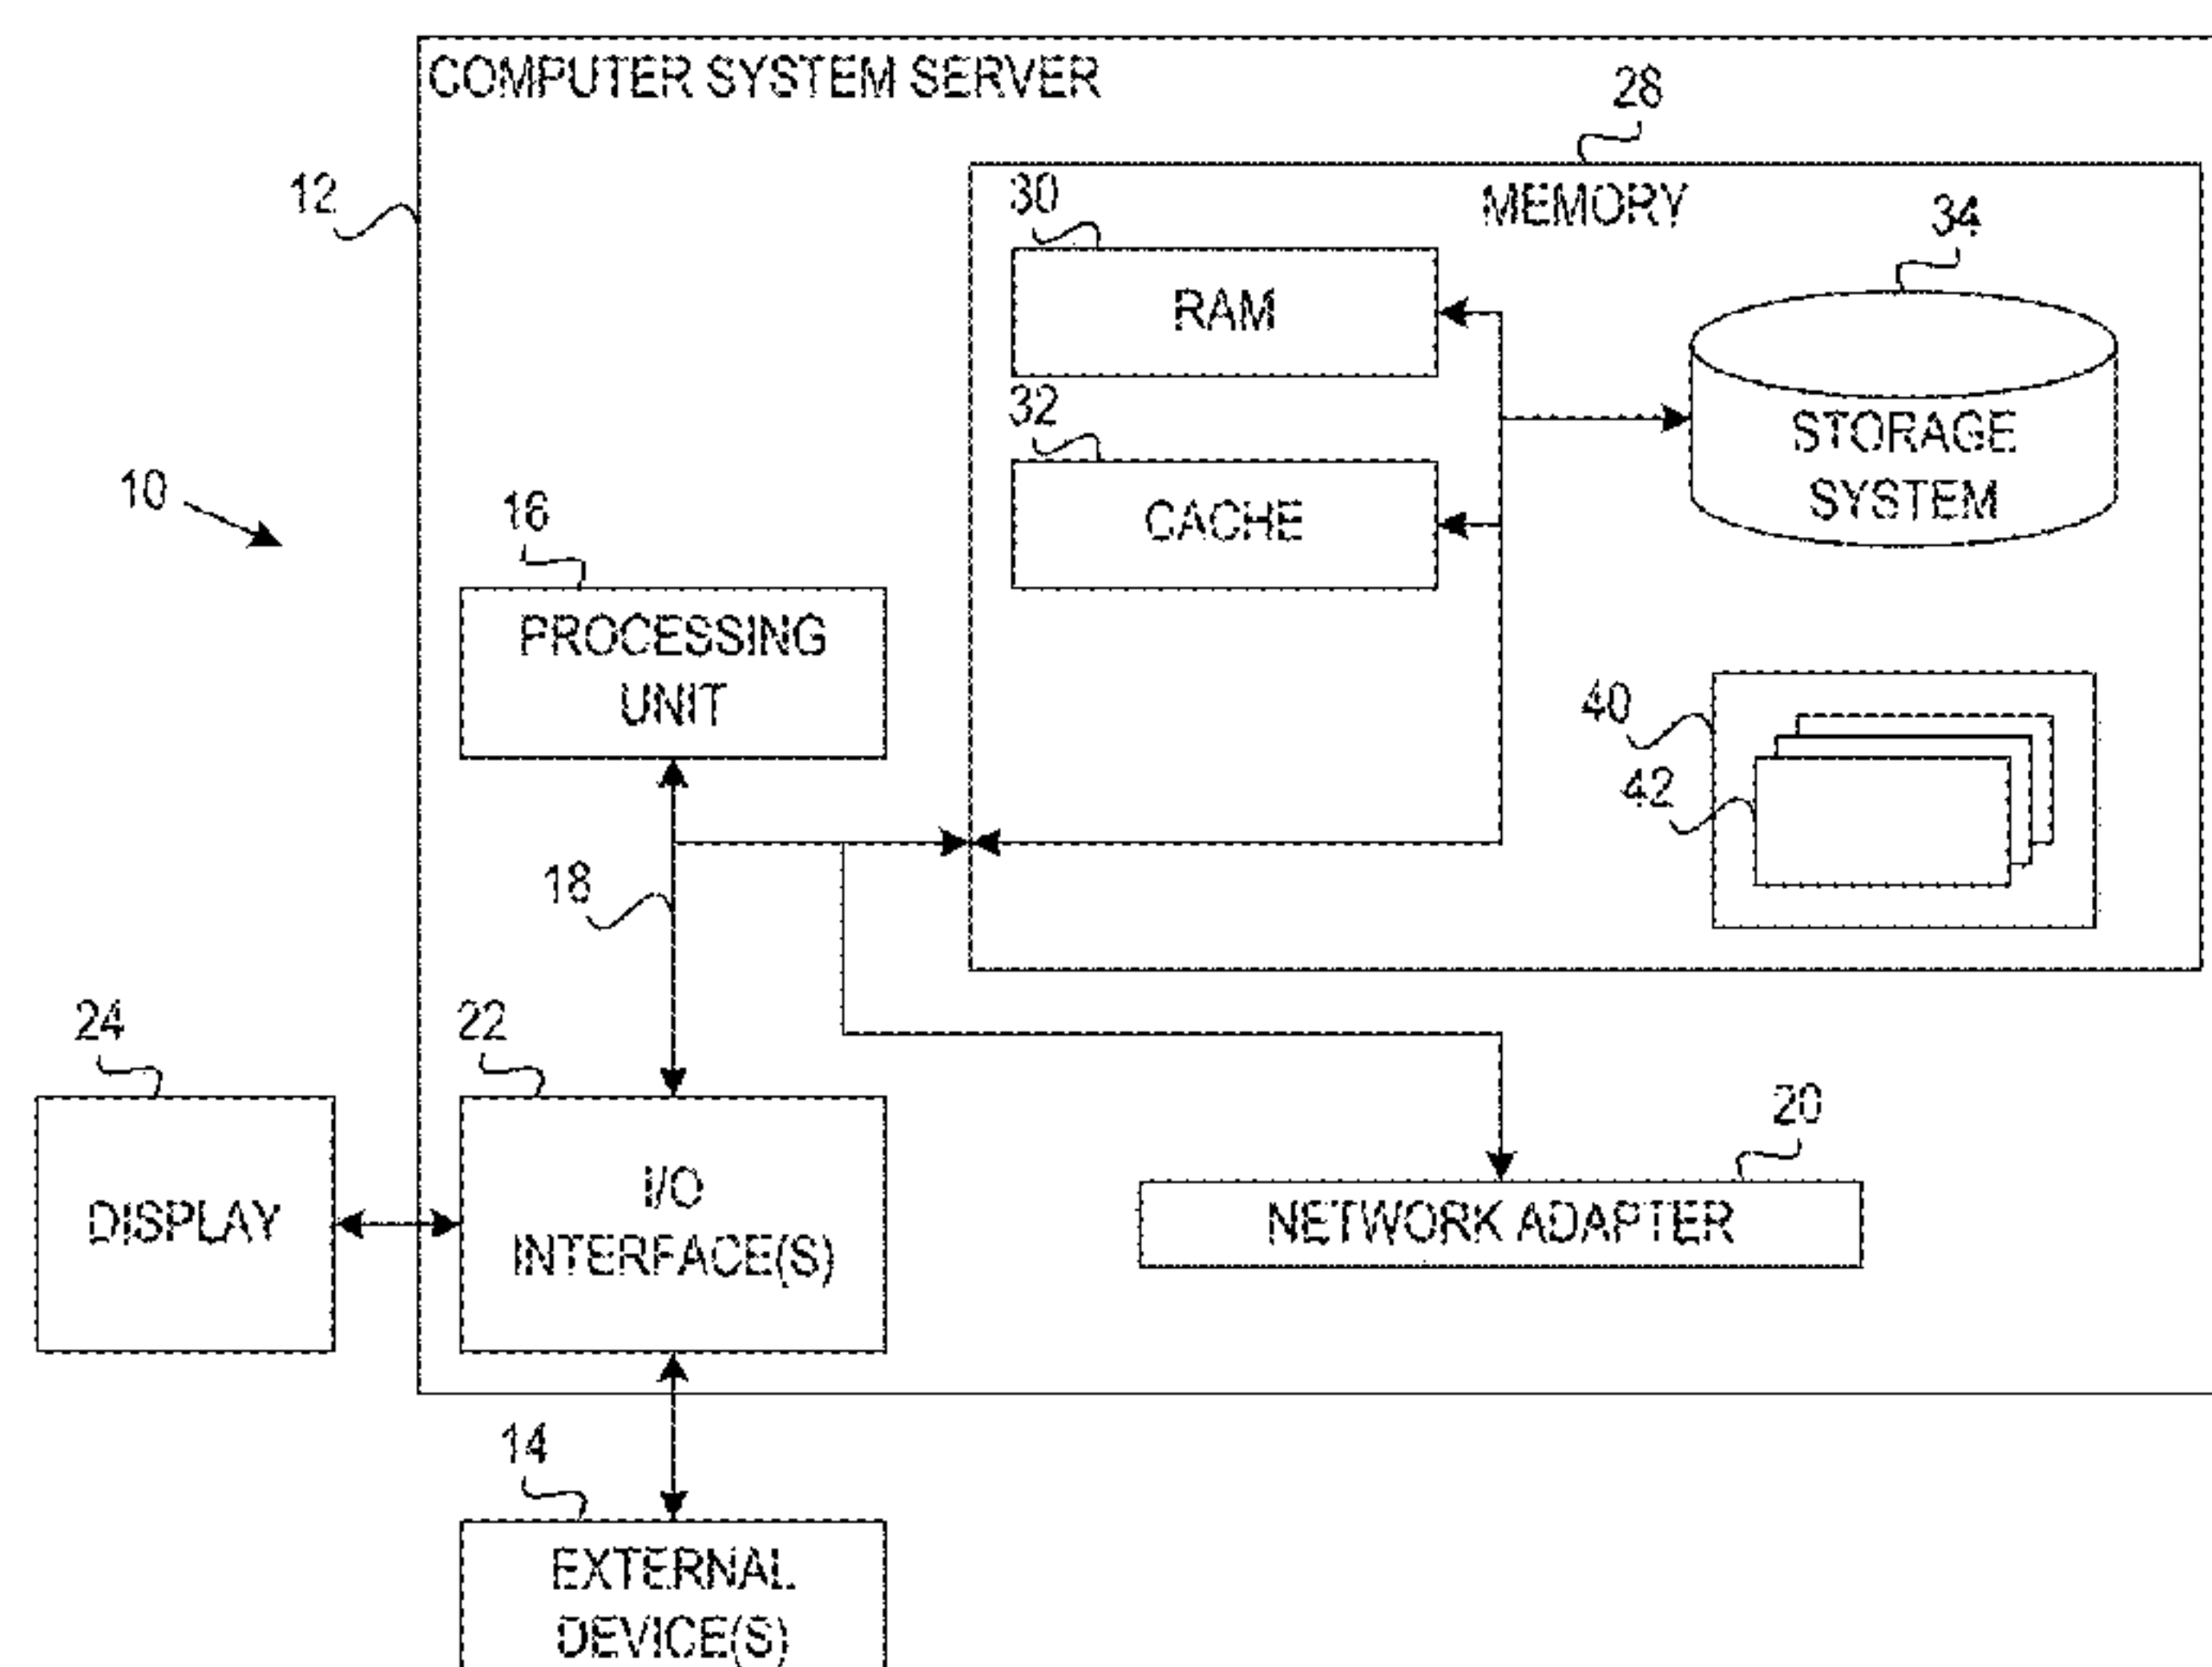 COMPUTER SYSTEM SERVER
28
12
30
MEMORY
34
RAM
32
STORAGE
SYSTEM
10
16
CACHE
PROCESSING
UNIT
40
42
18
24
22
20
DISPLAY
I/O
INTERFACE(S)
NETWORK ADAPTER
14
EXTERNAL
DEVICE(S)